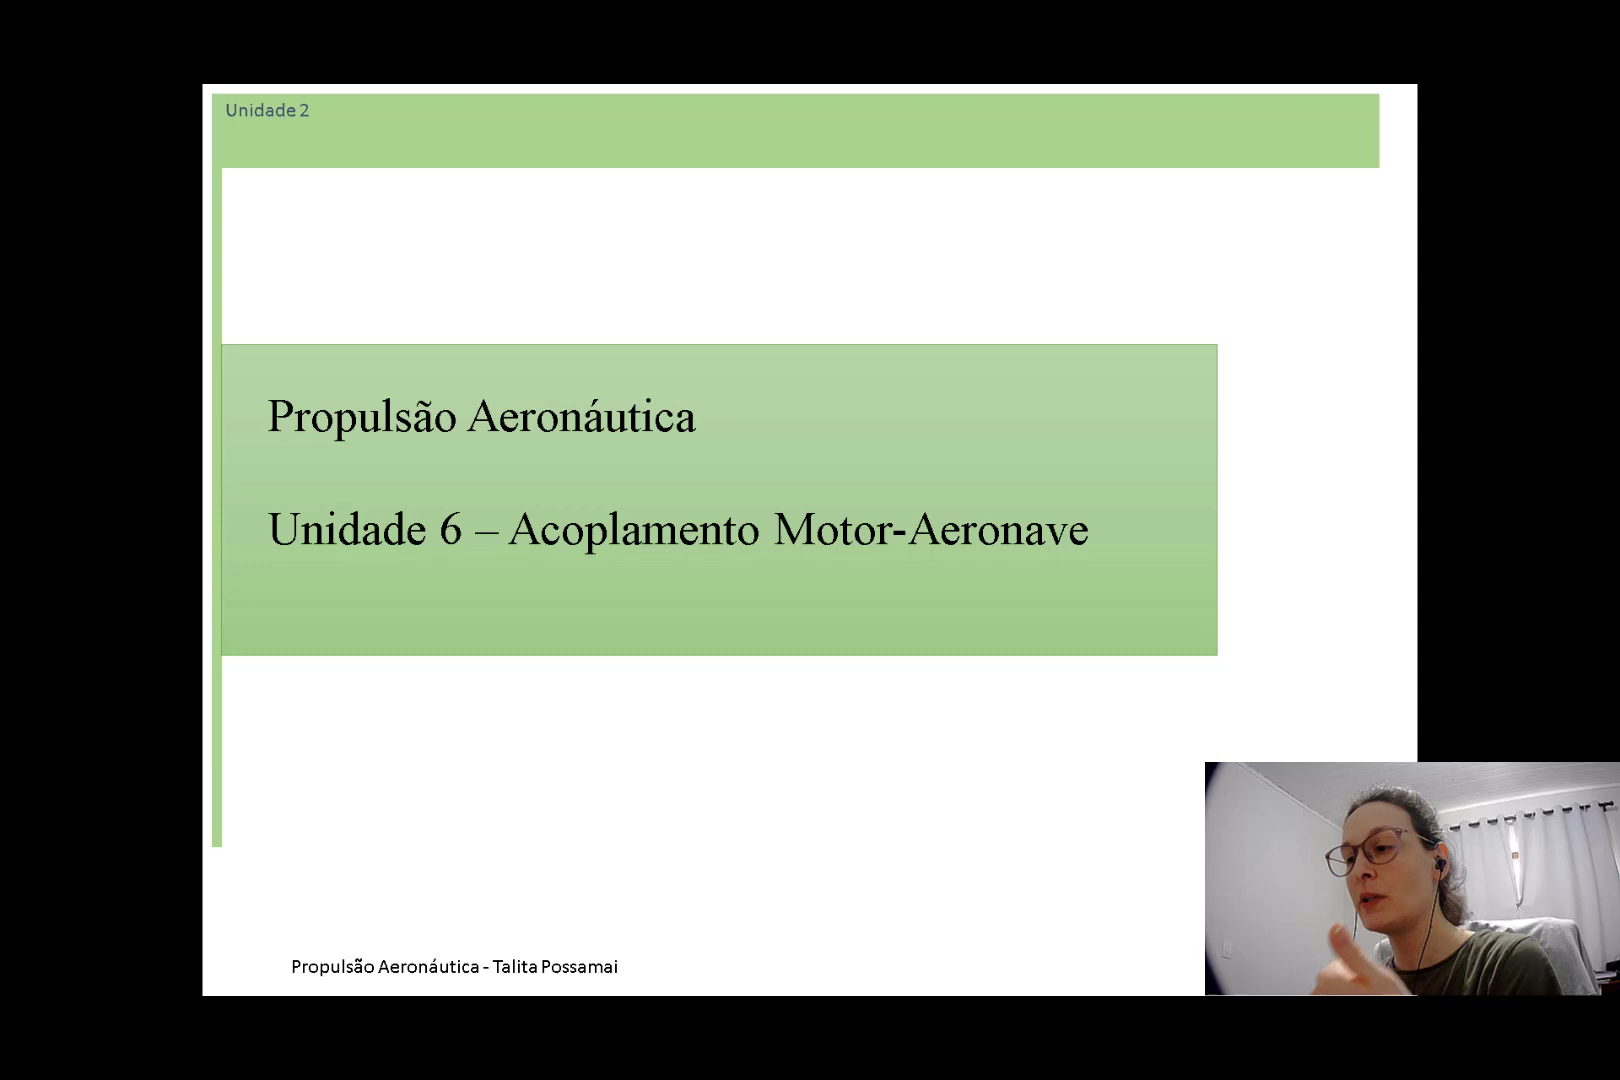 Unidade 2
Propulsão Aeronáutica
Unidade 6 – Acoplamento Motor-Aeronave
Propulsão Aeronáutica - Talita Possamai